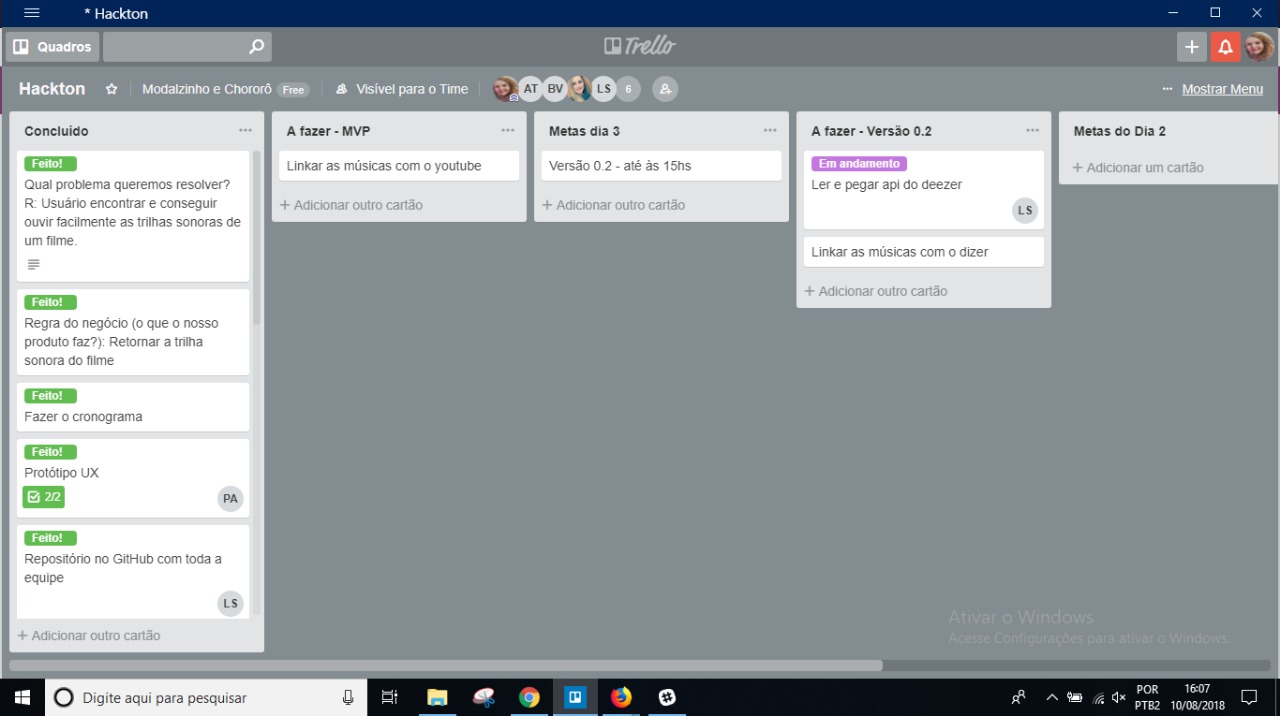 * Hackton
Quadros
Trello
Hackton
Modalzinho e Chororô Free
Visível para o Time
AT
BV
LS
6
Mostrar Menu
Concluído
Feito!
Qual problema queremos resolver?
R: Usuário encontrar e conseguir
ouvir facilmente as trilhas sonoras de
um filme.
Feito!
Regra do negócio (o que o nosso
produto faz?): Retornar a trilha
sonora do filme
Feito!
Fazer o cronograma
Feito!
Protótipo UX
2/2
PA
Feito!
Repositório no GitHub com toda a
equipe
LS
+ Adicionar outro cartão
A fazer - MVP
Linkar as músicas com o youtube
+ Adicionar outro cartão
Metas dia 3
Versão 0.2 - até às 15hs
+ Adicionar outro cartão
A fazer - Versão 0.2
Em andamento
Ler e pegar api do deezer
LS
Linkar as músicas com o dizer
+ Adicionar outro cartão
Metas do Dia 2
+ Adicionar um cartão
Ativar o Windows
Acesse Configurações para ativar o Windows.
Digite aqui para pesquisar
POR
PTB2
16:07
10/08/2018